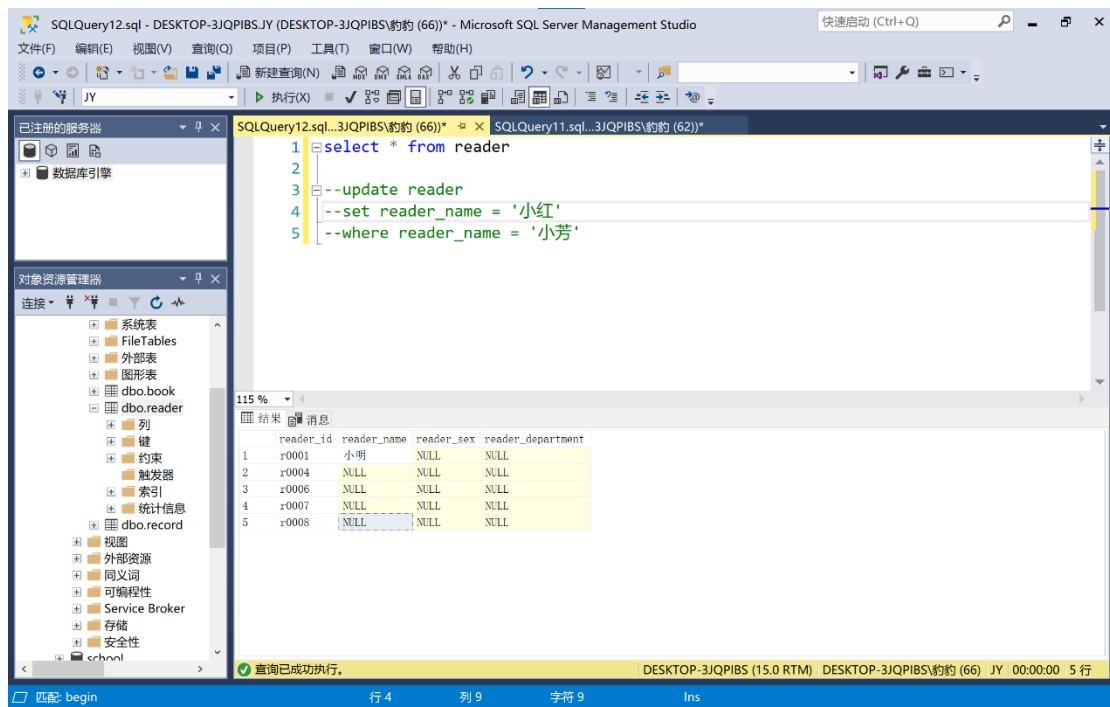 SQLQuery12.sql - DESKTOP-3JQPIBS.JY (DESKTOP-3JQPIBS\豹豹 (66))* - Microsoft SQL Server Management Studio
快速启动 (Ctrl+Q)
文件(F) 编辑(E) 视图(V) 查询(Q) 项目(P) 工具(T) 窗口(W) 帮助(H)
新建查询(N)
JY 执行(X)
已注册的服务器
数据库引擎
SQLQuery12.sql...3JQPIBS\豹豹 (66))* SQLQuery11.sql...3JQPIBS\豹豹 (62))*
1 select * from reader
2
3 --update reader
4 --set reader_name = '小红'
5 --where reader_name = '小芳'
对象资源管理器
连接
系统表
FileTables
外部表
图形表
dbo.book
dbo.reader
列
键
约束
触发器
索引
统计信息
dbo.record
视图
外部资源
同义词
可编程性
Service Broker
存储
安全性
school
115 %
结果 消息
reader_id reader_name reader_sex reader_department
1 r0001 小明 NULL NULL
2 r0004 NULL NULL NULL
3 r0006 NULL NULL NULL
4 r0007 NULL NULL NULL
5 r0008 NULL NULL NULL
查询已成功执行。 DESKTOP-3JQPIBS (15.0 RTM) DESKTOP-3JQPIBS\豹豹 (66) JY 00:00:00 5 行
匹配: begin 行 4 列 9 字符 9 Ins